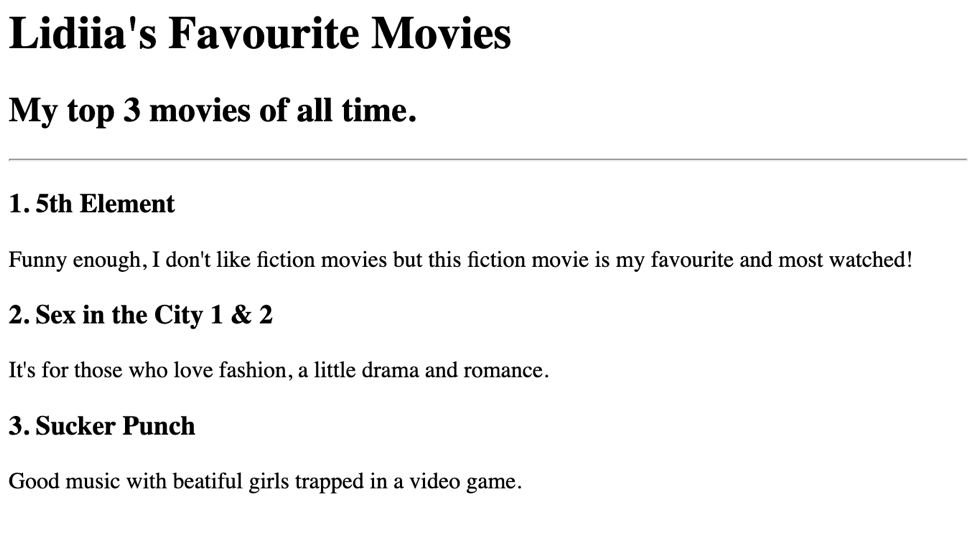 Lidiia's Favourite Movies
My top 3 movies of all time.
1. 5th Element
Funny enough, I don't like fiction movies but this fiction movie is my favourite and most watched!
2. Sex in the City 1 & 2
It's for those who love fashion, a little drama and romance.
3. Sucker Punch
Good music with beatiful girls trapped in a video game.